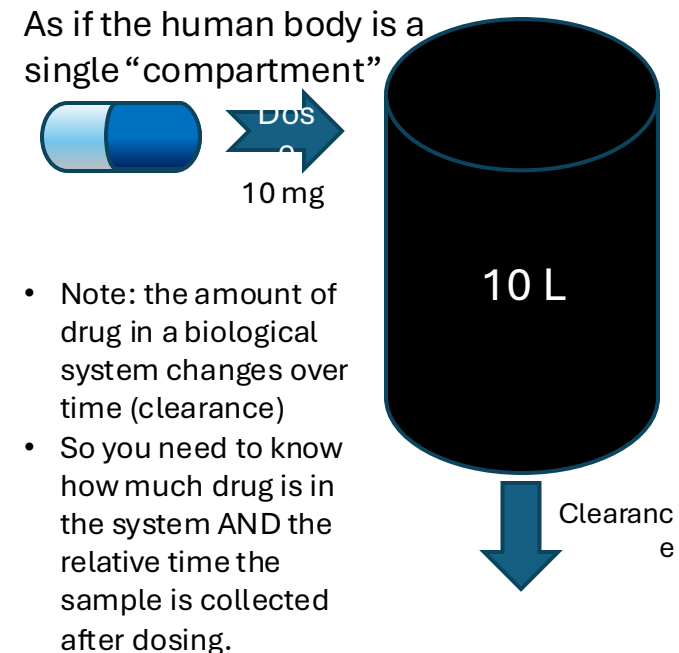 As if the human body is a
single “compartment”
Dos
e
10 mg
10 L
• Note: the amount of
drug in a biological
system changes over
time (clearance)
• So you need to know
how much drug is in
the system AND the
relative time the
sample is collected
after dosing.
Clearanc
e